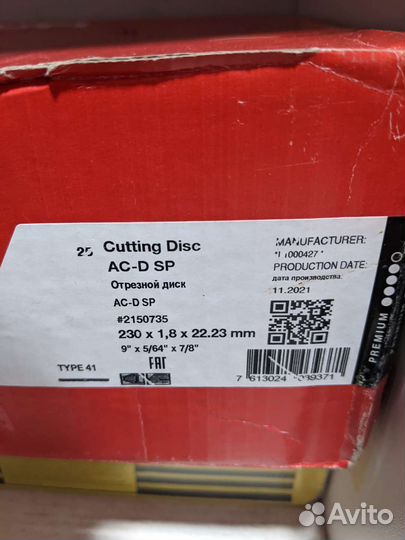 25 Cutting Disc
AC-D SP
Отрезной диск
AC-D SP
#2150735
230 x 1,8 x 22.23 mm
9" x 5/64" x 7/8"
TYPE 41
EAC
MANUFACTURER:
PRODUCTION DATE:
дата производства:
11.2021
PREMIUM
Avito